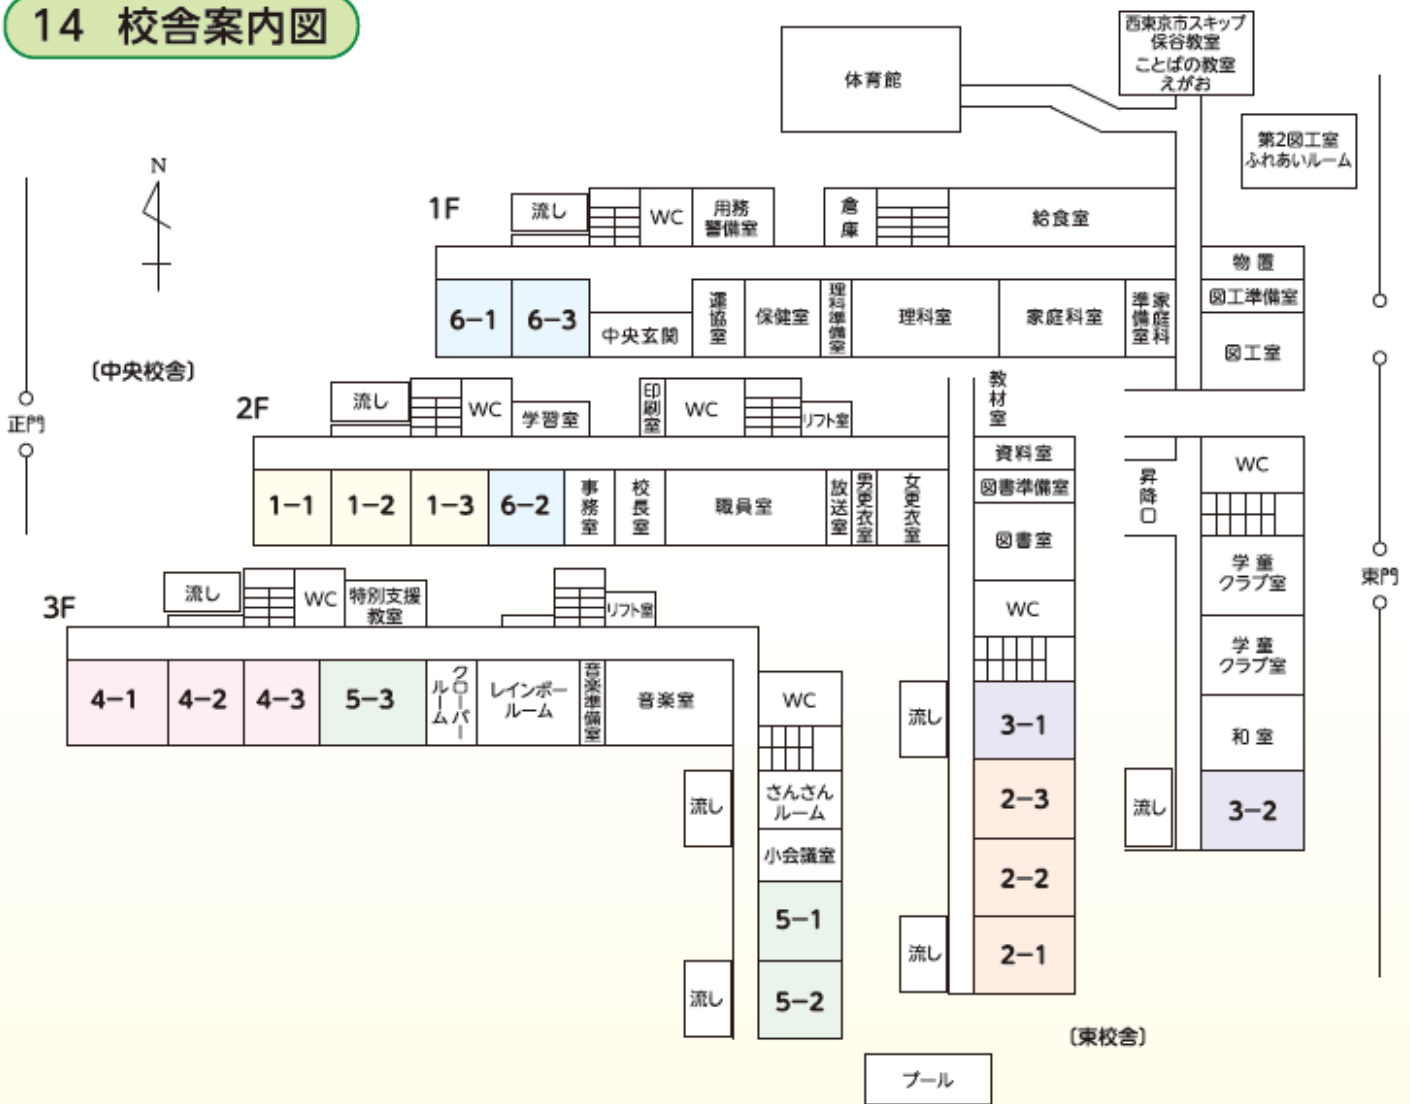 14 校舎案内図
西東京市スキップ
保谷教室
ことばの教室
えがお
体育館
第2図工室
ふれあいルーム
N
1F
流し
WC
用務
警備室
倉庫
給食室
物置
6-1
6-3
中央玄関
運協室
保健室
理科準備室
理科室
家庭科室
家庭科
準備室
図工準備室
図工室
〔中央校舎〕
正門
2F
流し
WC
学習室
印刷室
WC
リフト室
教材室
1-1
1-2
1-3
6-2
事務室
校長室
職員室
放送室
男更衣室
女更衣室
資料室
図書準備室
図書室
WC
流し
3-1
2-3
2-2
流し
2-1
昇降口
WC
学童
クラブ室
学童
クラブ室
和室
流し
3-2
東門
3F
流し
WC
特別支援
教室
リフト室
4-1
4-2
4-3
5-3
クローバー
ルーム
レインボー
ルーム
音楽準備室
音楽室
WC
流し
さんさん
ルーム
小会議室
5-1
流し
5-2
〔東校舎〕
プール